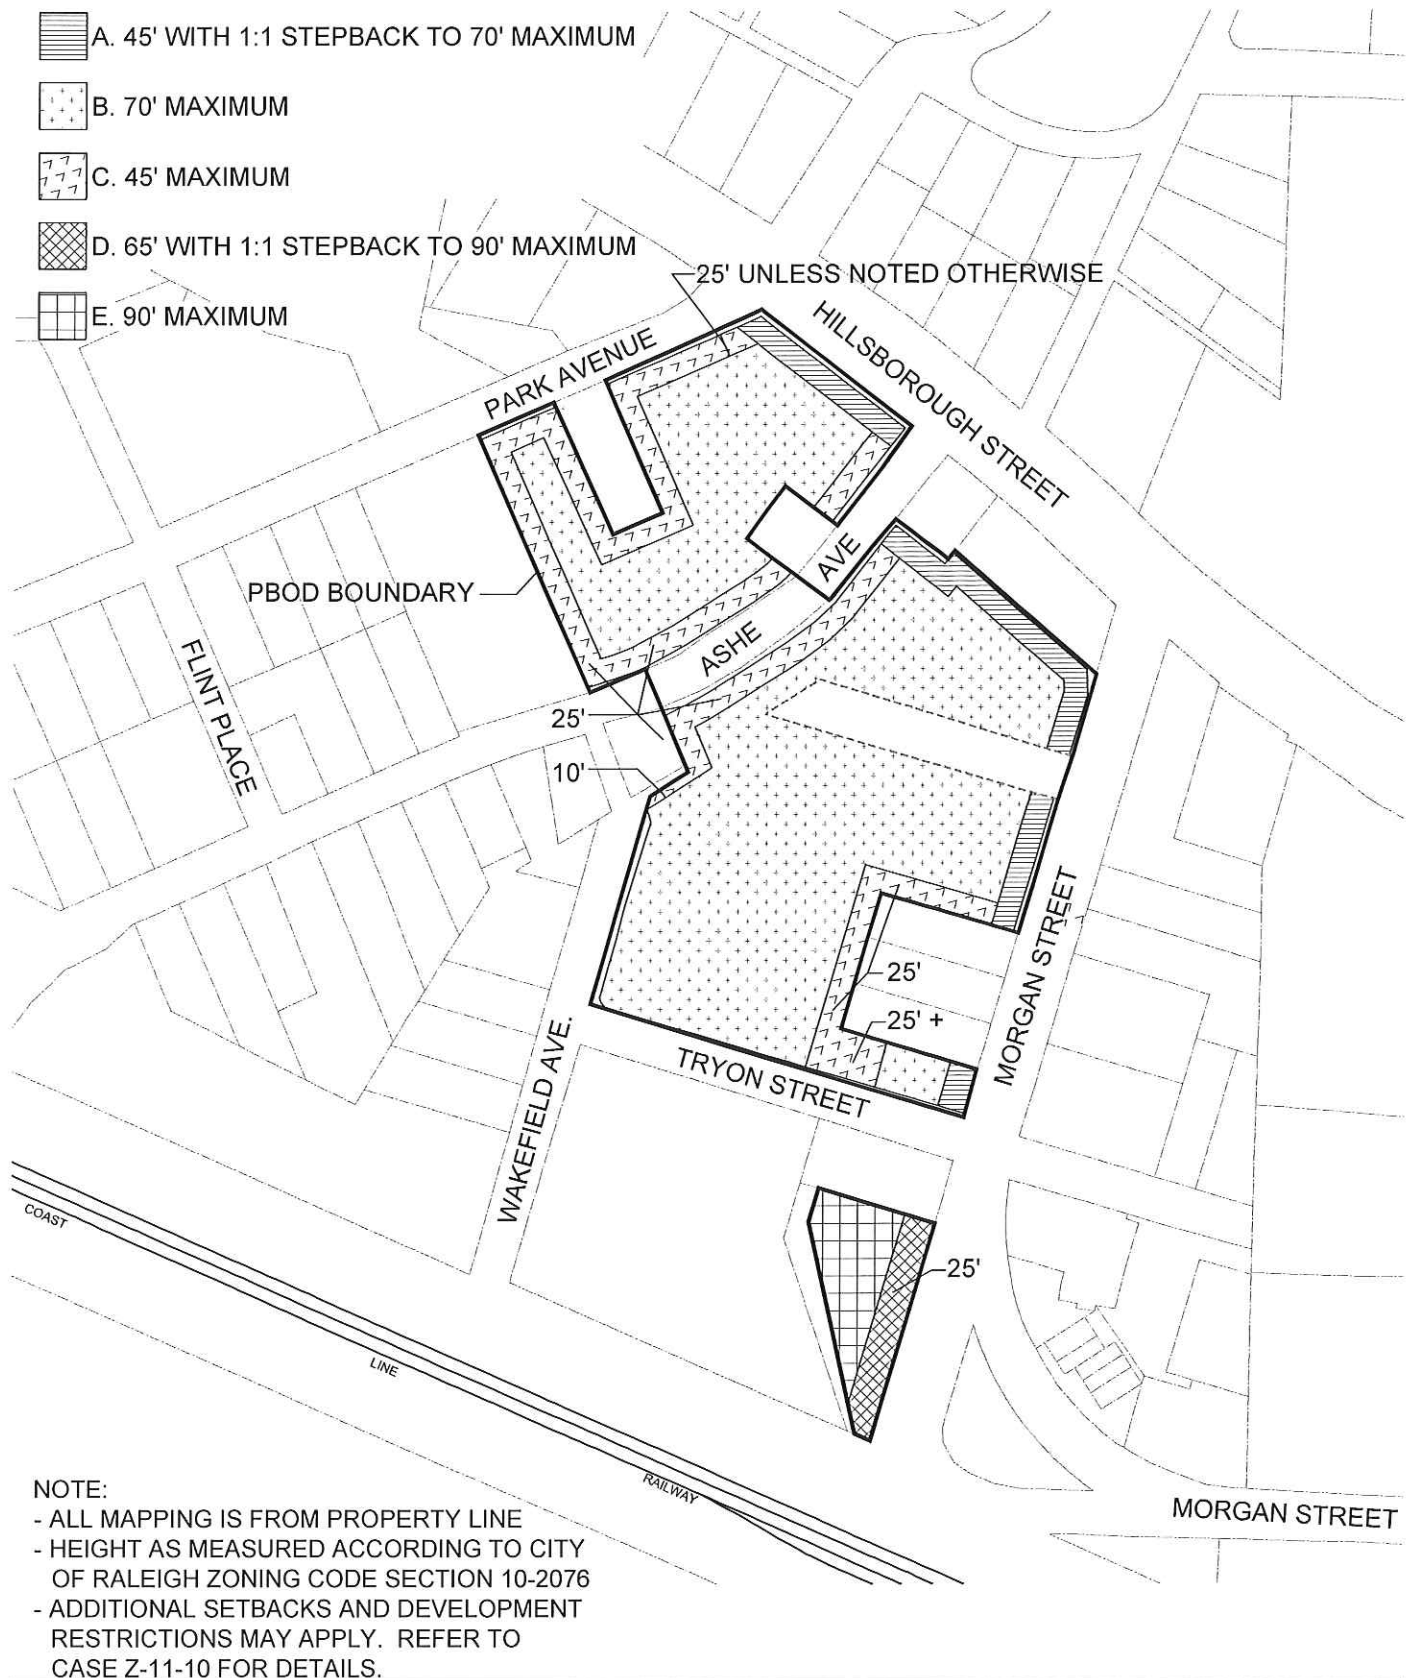 A. 45' WITH 1:1 STEPBACK TO 70' MAXIMUM
B. 70' MAXIMUM
C. 45' MAXIMUM
D. 65' WITH 1:1 STEPBACK TO 90' MAXIMUM
25' UNLESS NOTED OTHERWISE
E. 90' MAXIMUM
HILLSBOROUGH STREET
PARK AVENUE
AVE
PBOD BOUNDARY
ASHE
FLINT PLACE
25'
10'
MORGAN STREET
25'
25' +
TRYON STREET
WAKEFIELD AVE.
COAST
25'
LINE
RAILWAY
MORGAN STREET
NOTE:
- ALL MAPPING IS FROM PROPERTY LINE
- HEIGHT AS MEASURED ACCORDING TO CITY
OF RALEIGH ZONING CODE SECTION 10-2076
- ADDITIONAL SETBACKS AND DEVELOPMENT
RESTRICTIONS MAY APPLY. REFER TO
CASE Z-11-10 FOR DETAILS.